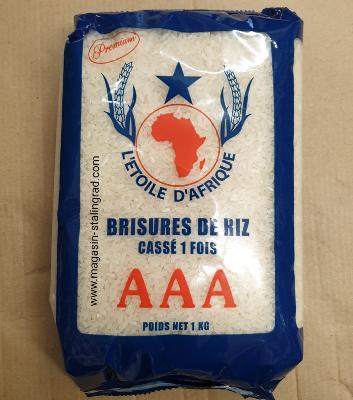 Premium
L'ETOILE D'AFRIQUE
BRISURES DE RIZ
CASSÉ 1 FOIS
AAA
POIDS NET 1 KG
www.magasin-stalingrad.com